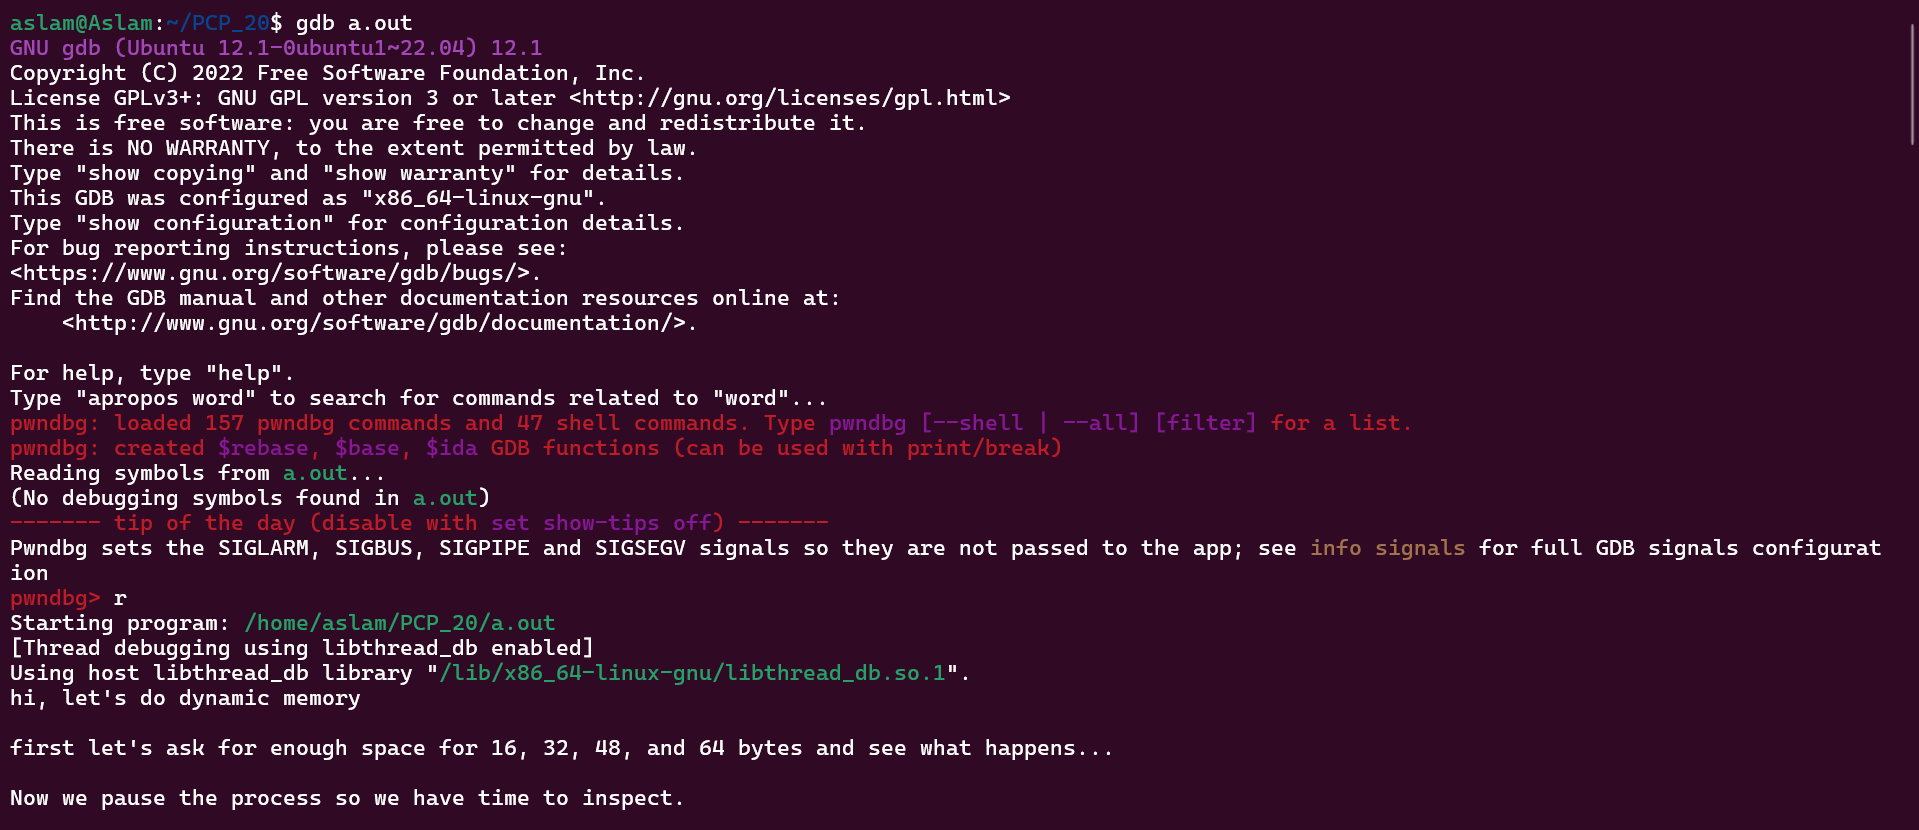 aslam@Aslam:~/PCP_20$ gdb a.out
GNU gdb (Ubuntu 12.1-0ubuntu1~22.04) 12.1
Copyright (C) 2022 Free Software Foundation, Inc.
License GPLv3+: GNU GPL version 3 or later <http://gnu.org/licenses/gpl.html>
This is free software: you are free to change and redistribute it.
There is NO WARRANTY, to the extent permitted by law.
Type "show copying" and "show warranty" for details.
This GDB was configured as "x86_64-linux-gnu".
Type "show configuration" for configuration details.
For bug reporting instructions, please see:
<https://www.gnu.org/software/gdb/bugs/>.
Find the GDB manual and other documentation resources online at:
    <http://www.gnu.org/software/gdb/documentation/>.

For help, type "help".
Type "apropos word" to search for commands related to "word"...
pwndbg: loaded 157 pwndbg commands and 47 shell commands. Type pwndbg [--shell | --all] [filter] for a list.
pwndbg: created $rebase, $base, $ida GDB functions (can be used with print/break)
Reading symbols from a.out...
(No debugging symbols found in a.out)
------- tip of the day (disable with set show-tips off) -------
Pwndbg sets the SIGLARM, SIGBUS, SIGPIPE and SIGSEGV signals so they are not passed to the app; see info signals for full GDB signals configurat
ion
pwndbg> r
Starting program: /home/aslam/PCP_20/a.out
[Thread debugging using libthread_db enabled]
Using host libthread_db library "/lib/x86_64-linux-gnu/libthread_db.so.1".
hi, let's do dynamic memory

first let's ask for enough space for 16, 32, 48, and 64 bytes and see what happens...

Now we pause the process so we have time to inspect.